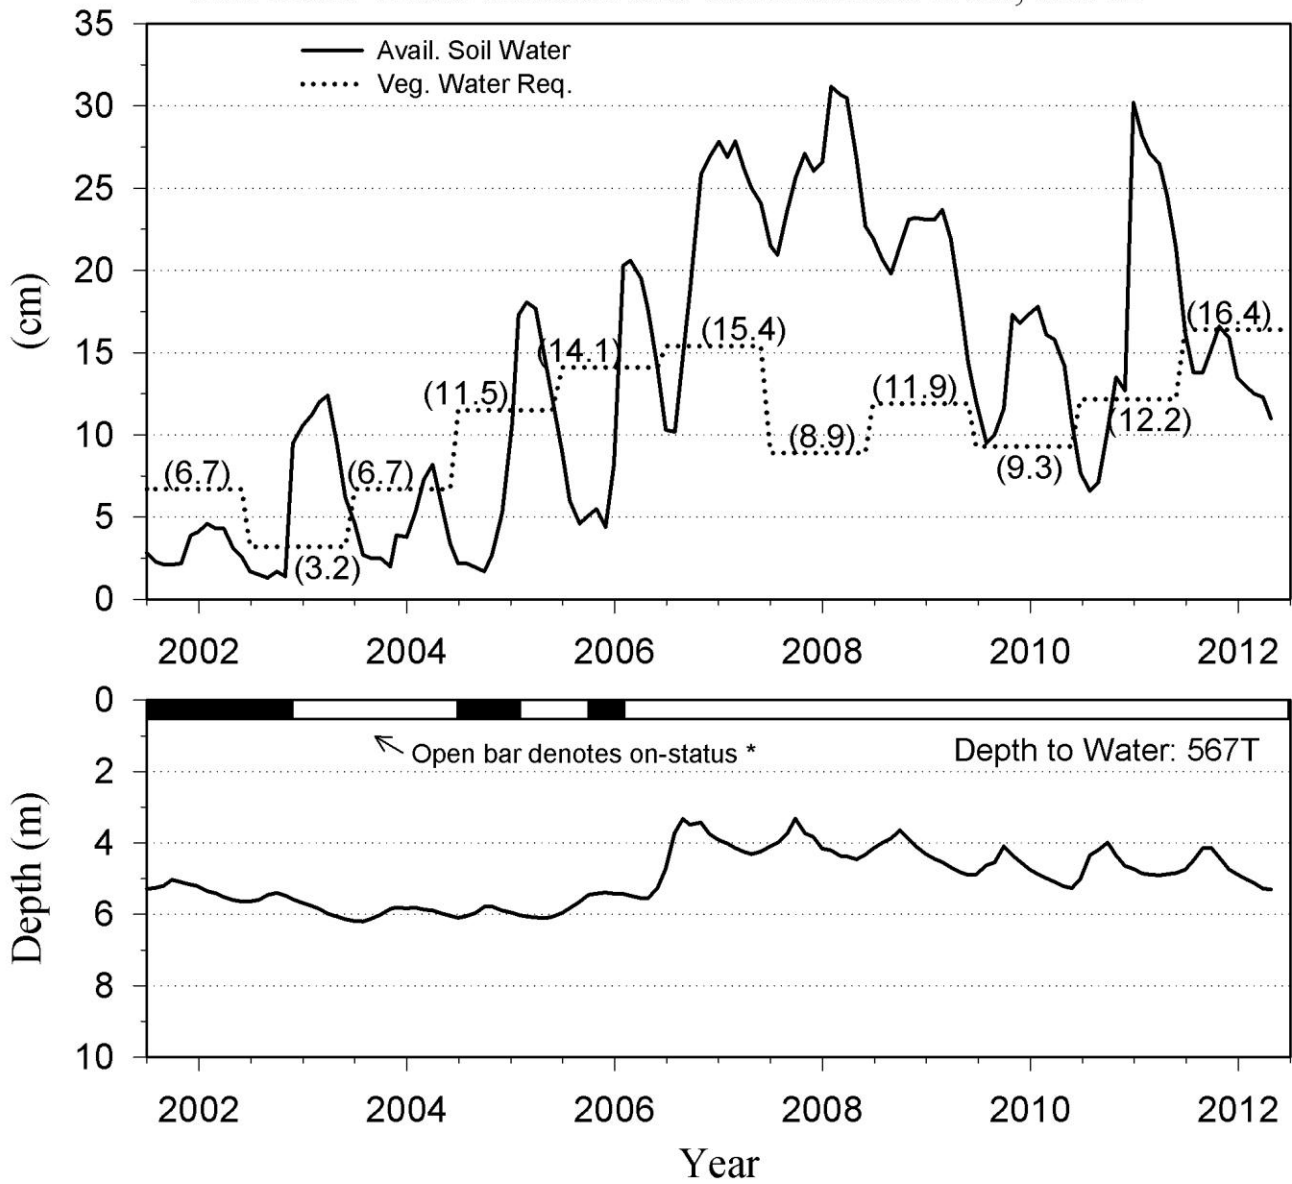 35
Avail. Soil Water
Veg. Water Req.
30
25
20
15
10
5
0
(cm)
(6.7)
(3.2)
(6.7)
(11.5)
(14.1)
(15.4)
(8.9)
(11.9)
(9.3)
(12.2)
(16.4)
2002 2004 2006 2008 2010 2012
0
2
4
6
8
10
Depth (m)
Open bar denotes on-status *
Depth to Water: 567T
2002 2004 2006 2008 2010 2012
Year